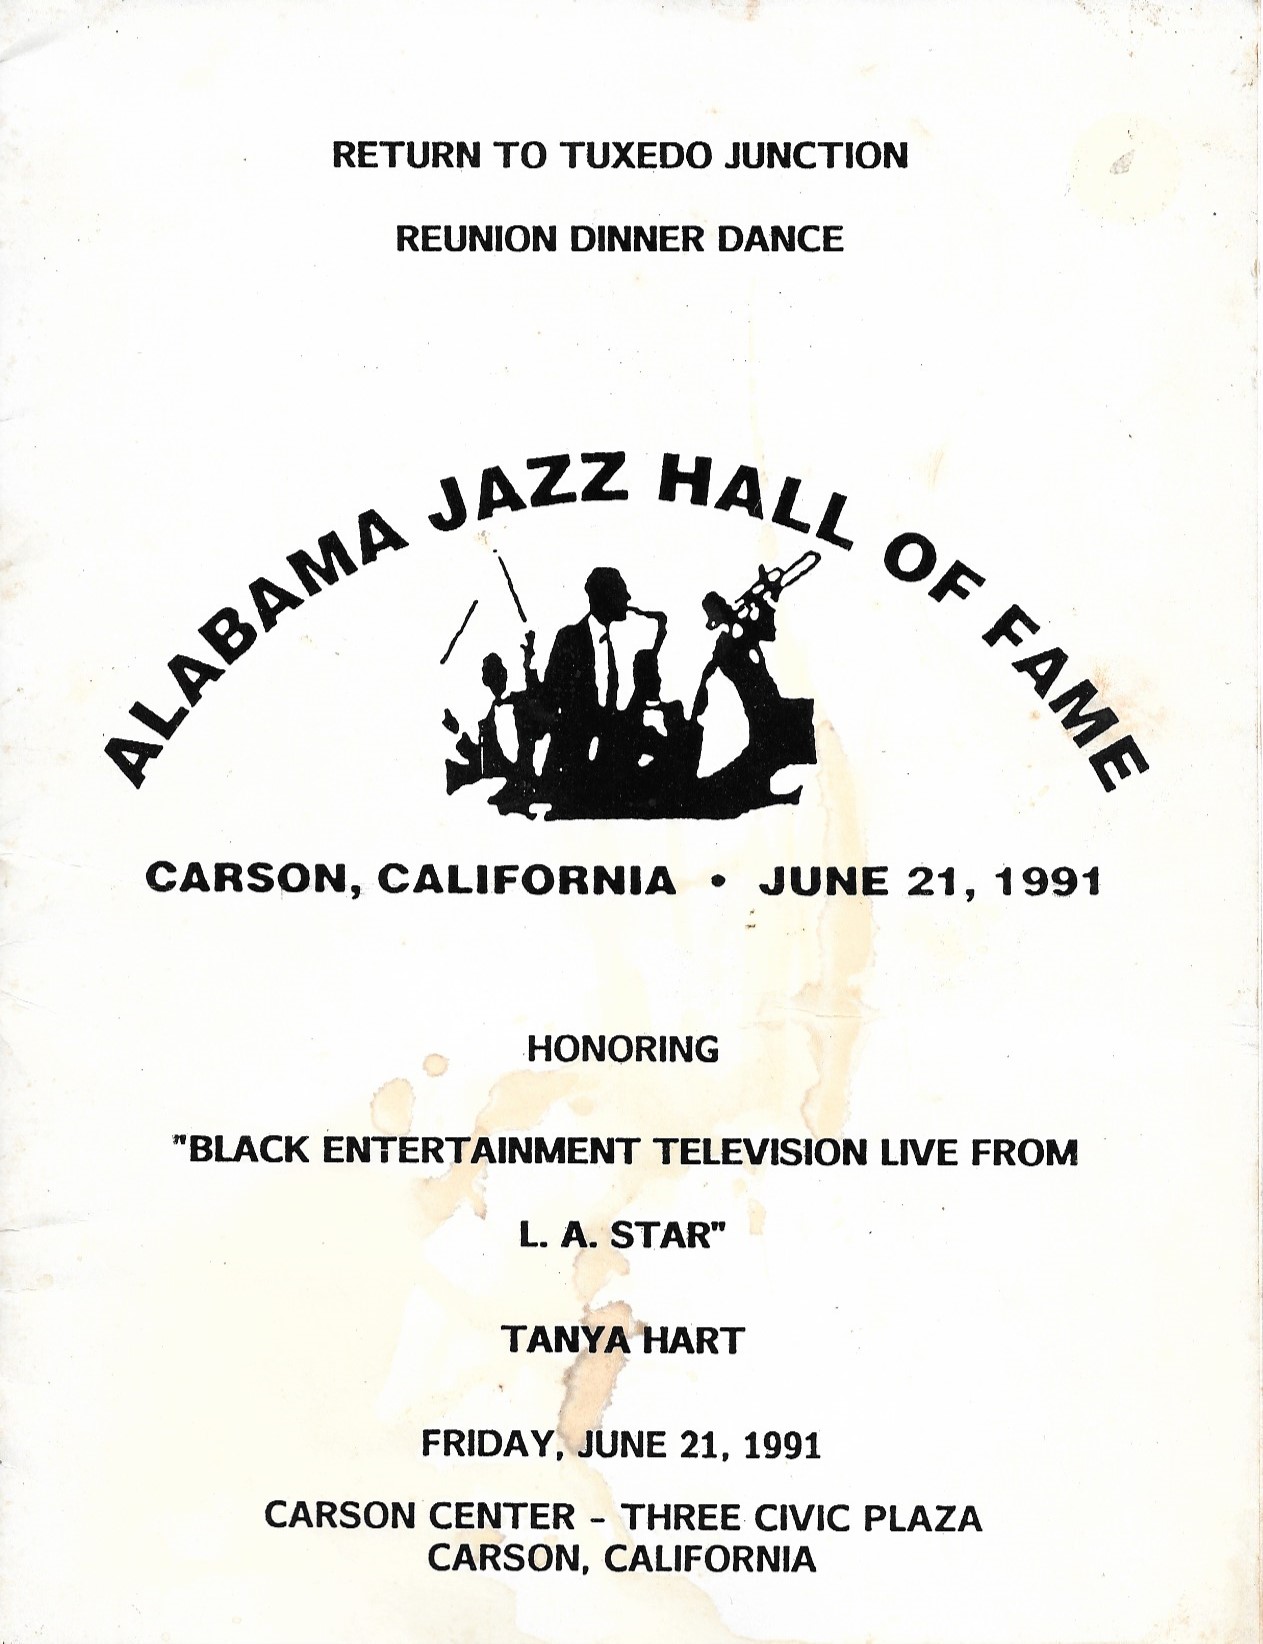 RETURN TO TUXEDO JUNCTION
REUNION DINNER DANCE
ALABAMA JAZZ HALL OF FAME
CARSON, CALIFORNIA • JUNE 21, 1991
HONORING
"BLACK ENTERTAINMENT TELEVISION LIVE FROM
L. A. STAR"
TANYA HART
FRIDAY, JUNE 21, 1991
CARSON CENTER - THREE CIVIC PLAZA
CARSON, CALIFORNIA